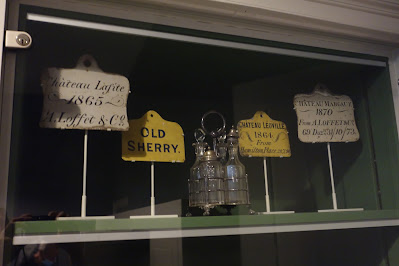 Château Lafite
1865
A. Loffet & Co.
OLD
SHERRY.
CHATEAU LEOVILLE
1864
From
CHATEAU MARGAUX
1870
From A. LOFFET & Co.